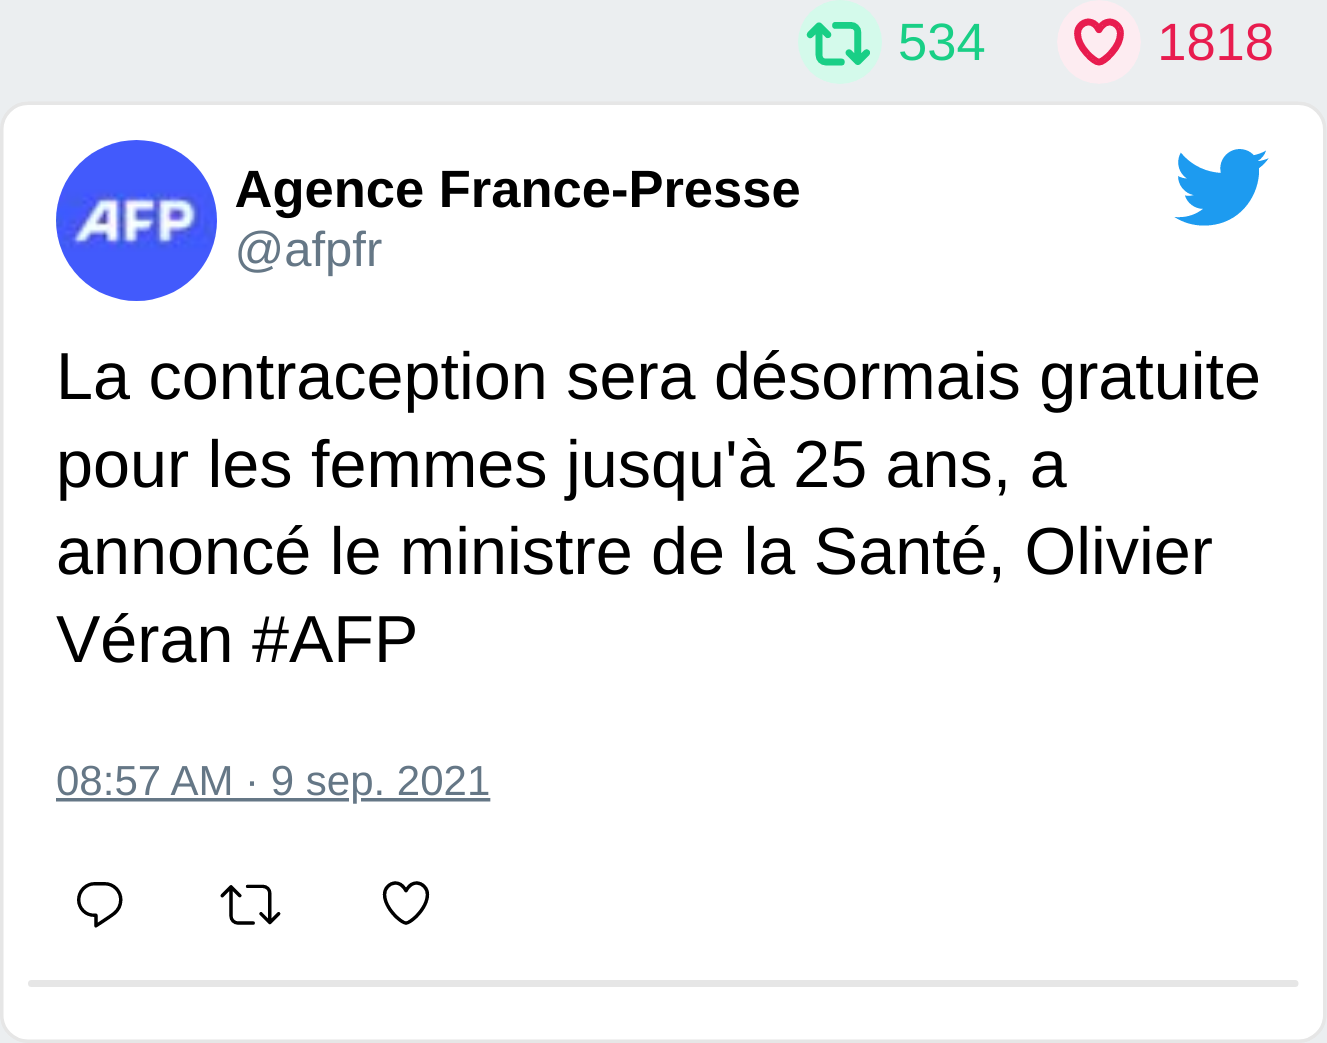 534 1818
AFP
Agence France-Presse
@afpfr
La contraception sera désormais gratuite
pour les femmes jusqu'à 25 ans, a
annoncé le ministre de la Santé, Olivier
Véran #AFP
08:57 AM · 9 sep. 2021